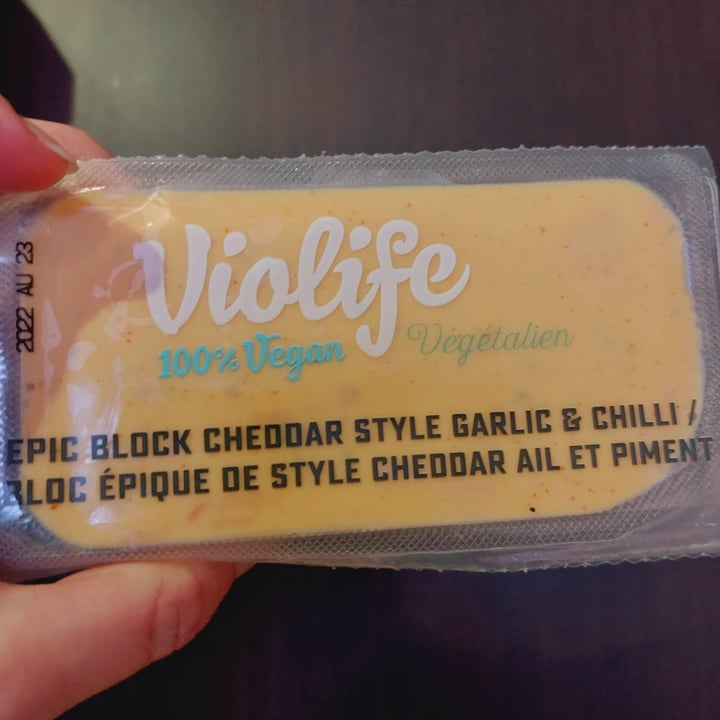 Violife
100% Vegan Végétalien
EPIC BLOCK CHEDDAR STYLE GARLIC & CHILLI /
BLOC ÉPIQUE DE STYLE CHEDDAR AIL ET PIMENT
2022 AU 23